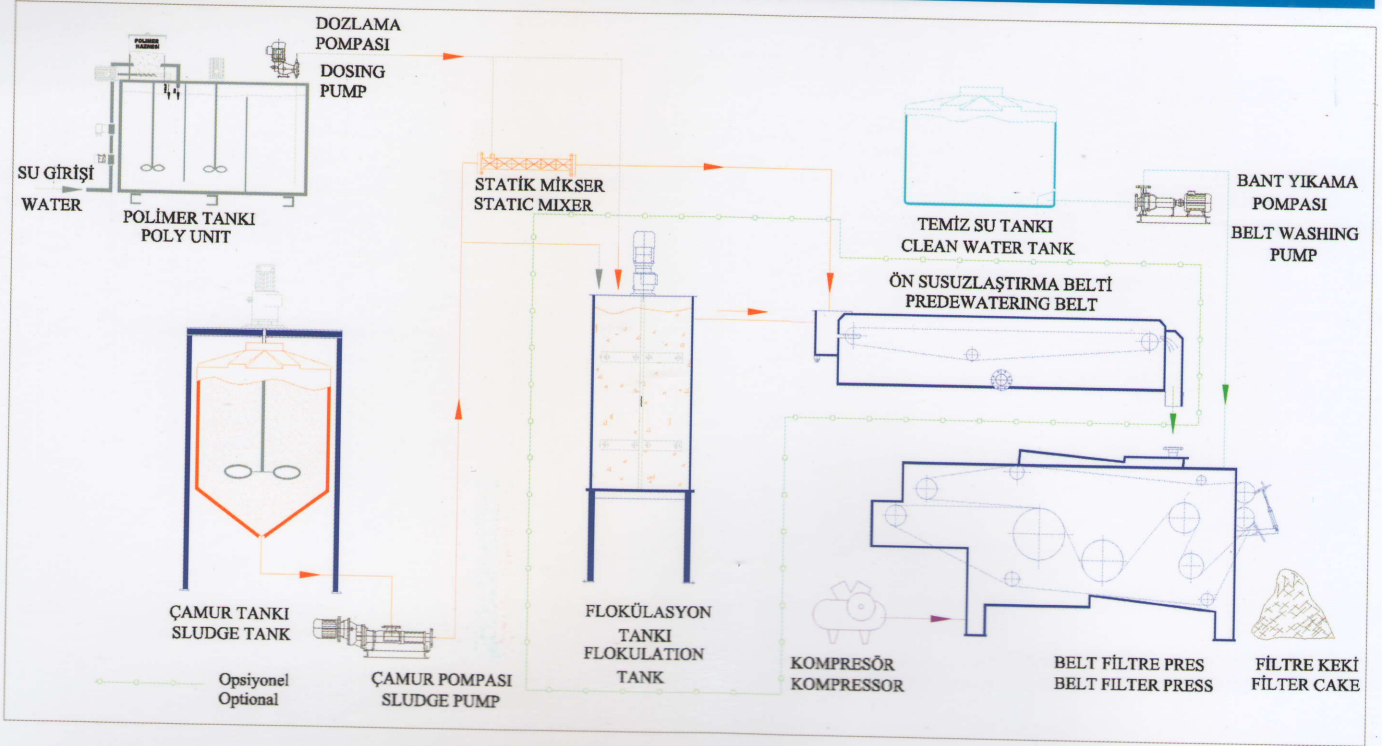 POLİMER
HAZNESİ
DOZLAMA
POMPASI
DOSING
PUMP
SU GİRİŞİ
WATER
POLİMER TANKI
POLY UNIT
STATİK MİKSER
STATIC MIXER
TEMİZ SU TANKI
CLEAN WATER TANK
BANT YIKAMA
POMPASI
BELT WASHING
PUMP
ÖN SUSUZLAŞTIRMA BELTİ
PREDEWATERING BELT
ÇAMUR TANKI
SLUDGE TANK
Opsiyonel
Optional
ÇAMUR POMPASI
SLUDGE PUMP
FLOKÜLASYON
TANKI
FLOKULATION
TANK
KOMPRESÖR
KOMPRESSOR
BELT FİLTRE PRES
BELT FILTER PRESS
FİLTRE KEKİ
FİLTER CAKE